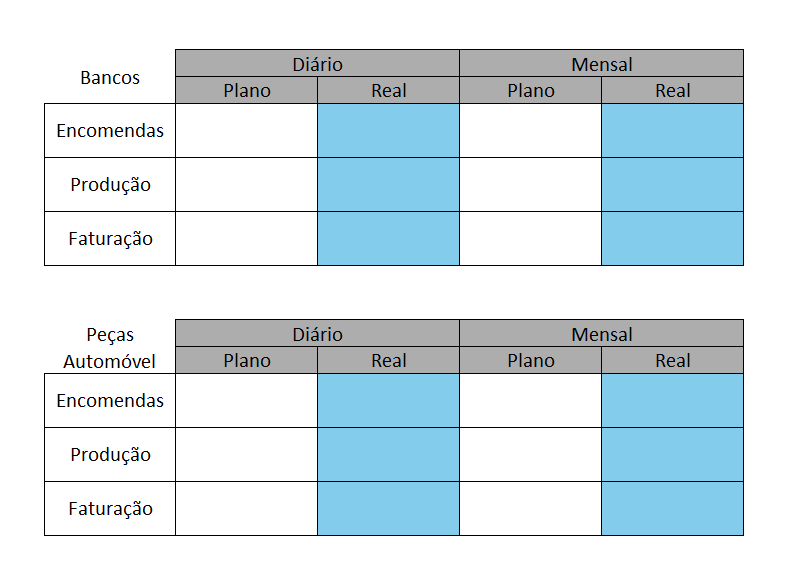 Bancos
Diário Mensal
Plano Real Plano Real
Encomendas
Produção
Faturação
Peças
Automóvel
Diário Mensal
Plano Real Plano Real
Encomendas
Produção
Faturação